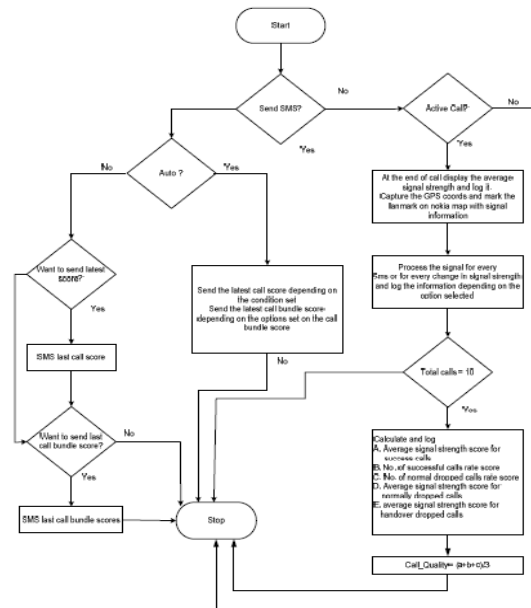 Start
Send SMS?
No
Active Call?
No
Yes
Yes
Auto ?
No
Yes
At the end of call display the average
signal strength and log it.
Capture the GPS coords and mark the
llanmark on nokia map with signal
information
Want to send latest
score?
Yes
Send the latest call score depending on
the condition set
Send the latest call bundle score
depending on the options set on the call
bundle score
No
Process the signal for every
5ms or for every change in signal strength
and log the information depending on the
option selected
SMS last call score
Total calls = 10
Yes
Want to send last
call bundle score?
No
Yes
Calculate and log
A. Average signal strength score for
success calls
B. No. of successful calls rate score
C. No. of normal dropped calls rate score
D. Average signal strength score for
normally dropped calls
E. average signal strength score for
handover dropped calls
SMS last call bundle scores
Stop
Call_Quality= (a+b+c)/3